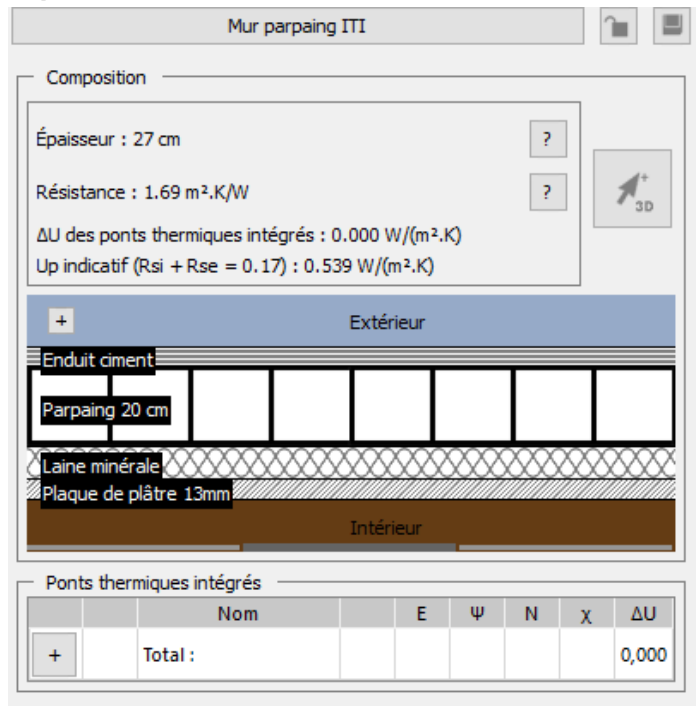 Mur parpaing ITI
Composition
Épaisseur : 27 cm
?
Résistance : 1.69 m².K/W
?
+
3D
ΔU des ponts thermiques intégrés : 0.000 W/(m².K)
Up indicatif (Rsi + Rse = 0.17) : 0.539 W/(m².K)
+
Extérieur
Enduit ciment
Parpaing 20 cm
Laine minérale
Plaque de plâtre 13mm
Intérieur
Ponts thermiques intégrés
Nom E Ψ N χ ΔU
+ Total : 0,000